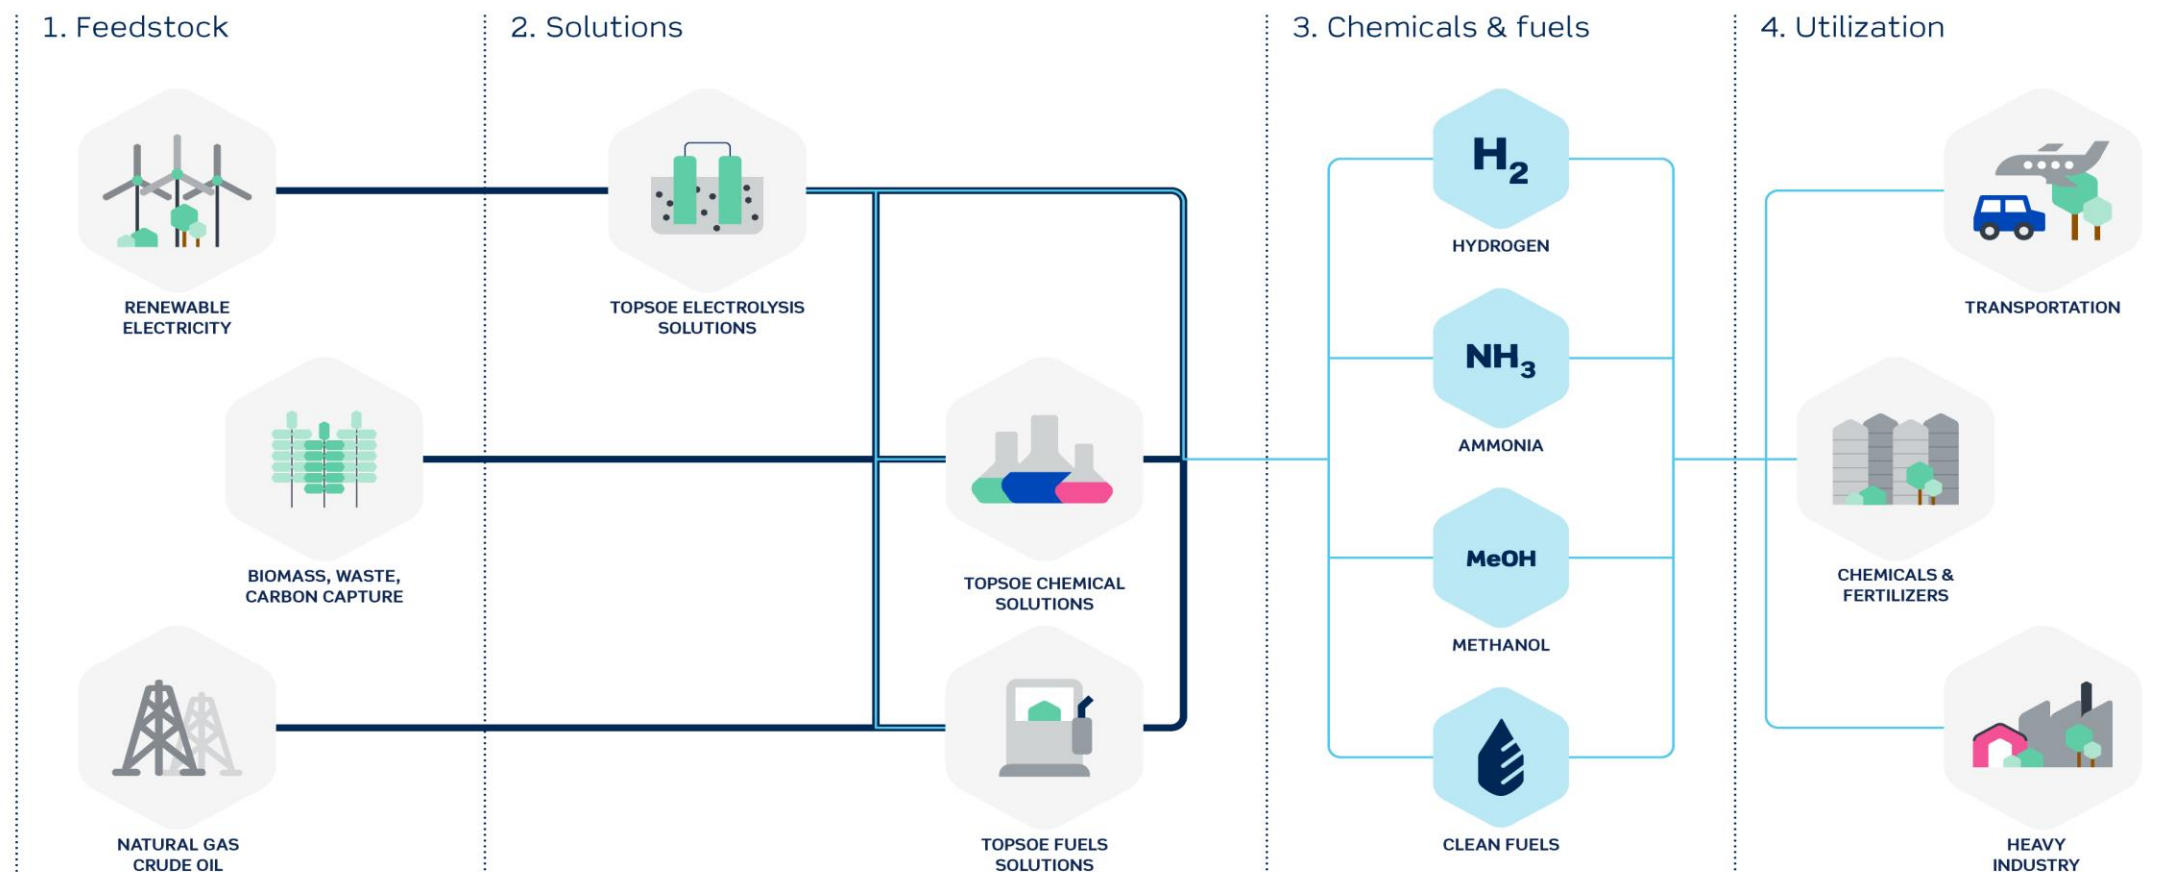 1. Feedstock
2. Solutions
3. Chemicals & fuels
4. Utilization
RENEWABLE
ELECTRICITY
BIOMASS, WASTE,
CARBON CAPTURE
NATURAL GAS
CRUDE OIL
TOPSOE ELECTROLYSIS
SOLUTIONS
TOPSOE CHEMICAL
SOLUTIONS
TOPSOE FUELS
SOLUTIONS
H₂
HYDROGEN
NH₃
AMMONIA
MeOH
METHANOL
CLEAN FUELS
TRANSPORTATION
CHEMICALS &
FERTILIZERS
HEAVY
INDUSTRY